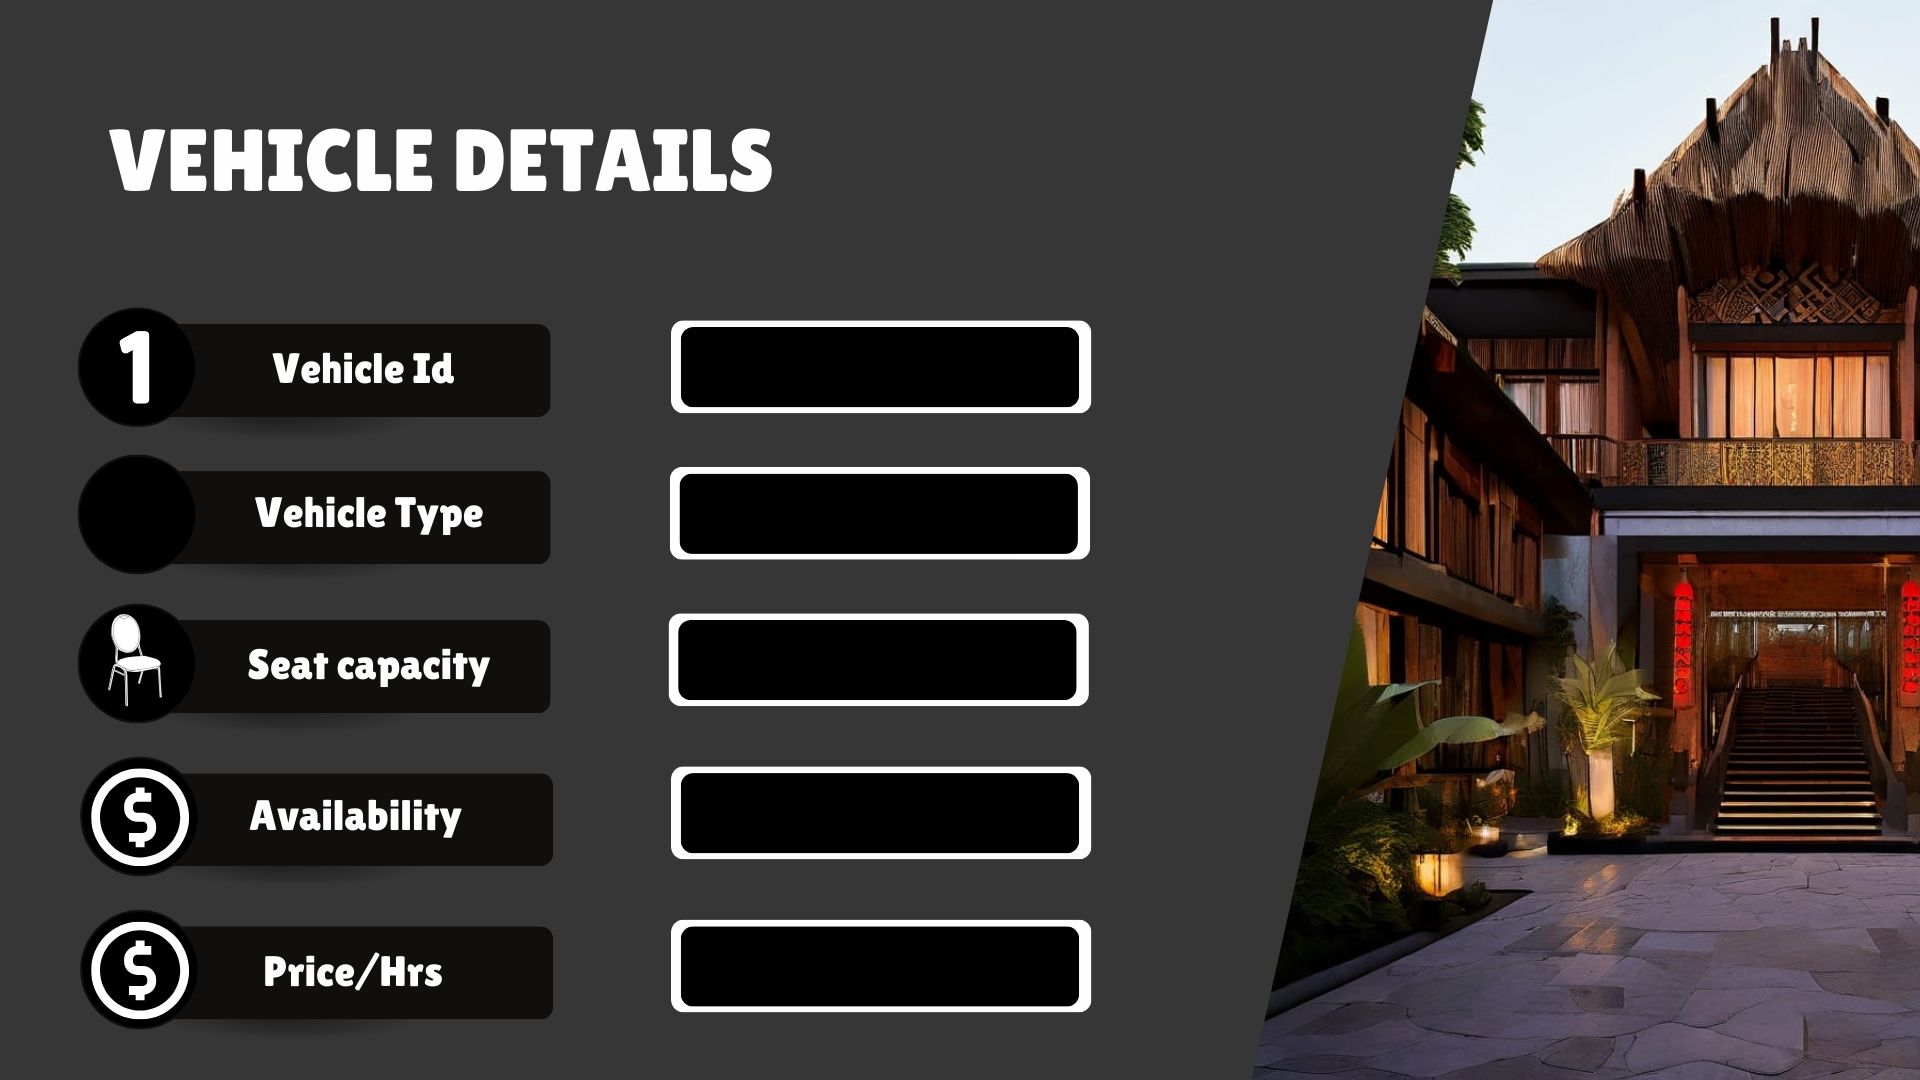 VEHICLE DETAILS
1 Vehicle Id
Vehicle Type
Seat capacity
$ Availability
$ Price/Hrs